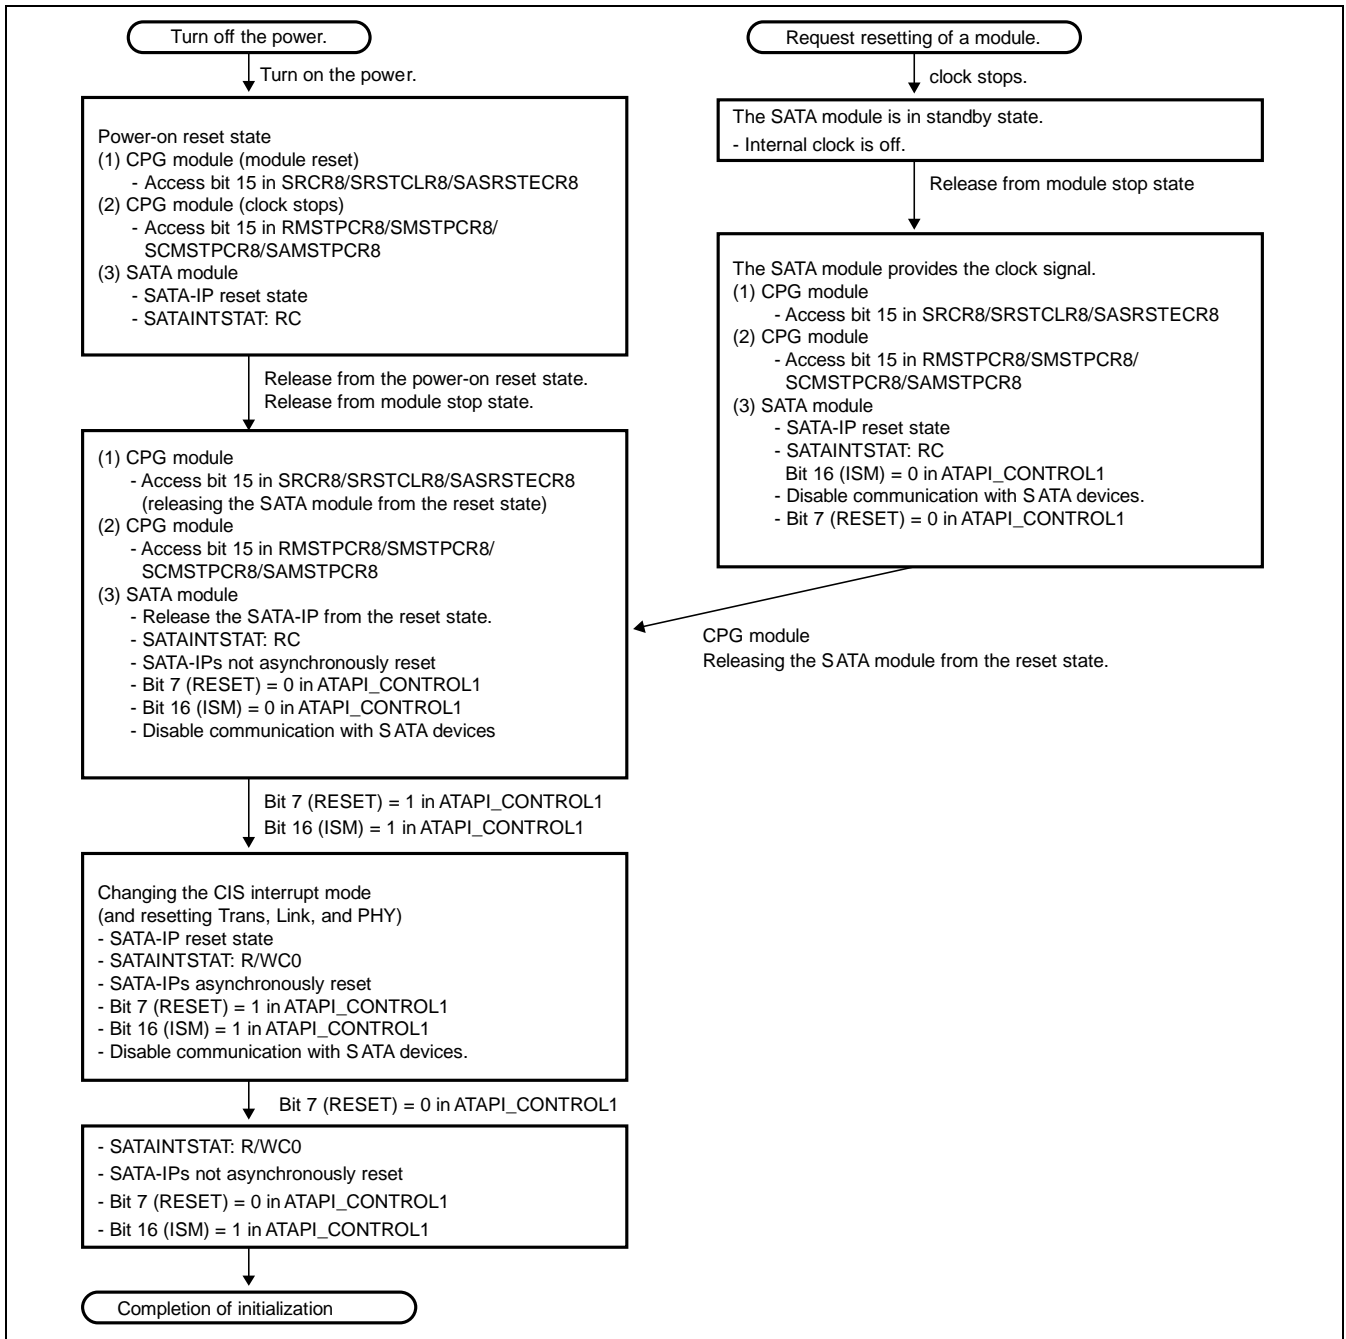 Turn off the power.
Turn on the power.
Power-on reset state
(1) CPG module (module reset)
- Access bit 15 in SRCR8/SRSTCLR8/SASRSTECR8
(2) CPG module (clock stops)
- Access bit 15 in RMSTPCR8/SMSTPCR8/
SCMSTPCR8/SAMSTPCR8
(3) SATA module
- SATA-IP reset state
- SATAINTSTAT: RC
Release from the power-on reset state.
Release from module stop state.
(1) CPG module
- Access bit 15 in SRCR8/SRSTCLR8/SASRSTECR8
(releasing the SATA module from the reset state)
(2) CPG module
- Access bit 15 in RMSTPCR8/SMSTPCR8/
SCMSTPCR8/SAMSTPCR8
(3) SATA module
- Release the SATA-IP from the reset state.
- SATAINTSTAT: RC
- SATA-IPs not asynchronously reset
- Bit 7 (RESET) = 0 in ATAPI_CONTROL1
- Bit 16 (ISM) = 0 in ATAPI_CONTROL1
- Disable communication with SATA devices
Bit 7 (RESET) = 1 in ATAPI_CONTROL1
Bit 16 (ISM) = 1 in ATAPI_CONTROL1
Changing the CIS interrupt mode
(and resetting Trans, Link, and PHY)
- SATA-IP reset state
- SATAINTSTAT: R/WC0
- SATA-IPs asynchronously reset
- Bit 7 (RESET) = 1 in ATAPI_CONTROL1
- Bit 16 (ISM) = 1 in ATAPI_CONTROL1
- Disable communication with SATA devices.
Bit 7 (RESET) = 0 in ATAPI_CONTROL1
- SATAINTSTAT: R/WC0
- SATA-IPs not asynchronously reset
- Bit 7 (RESET) = 0 in ATAPI_CONTROL1
- Bit 16 (ISM) = 1 in ATAPI_CONTROL1
Completion of initialization
Request resetting of a module.
clock stops.
The SATA module is in standby state.
- Internal clock is off.
Release from module stop state
The SATA module provides the clock signal.
(1) CPG module
- Access bit 15 in SRCR8/SRSTCLR8/SASRSTECR8
(2) CPG module
- Access bit 15 in RMSTPCR8/SMSTPCR8/
SCMSTPCR8/SAMSTPCR8
(3) SATA module
- SATA-IP reset state
- SATAINTSTAT: RC
Bit 16 (ISM) = 0 in ATAPI_CONTROL1
- Disable communication with SATA devices.
- Bit 7 (RESET) = 0 in ATAPI_CONTROL1
CPG module
Releasing the SATA module from the reset state.